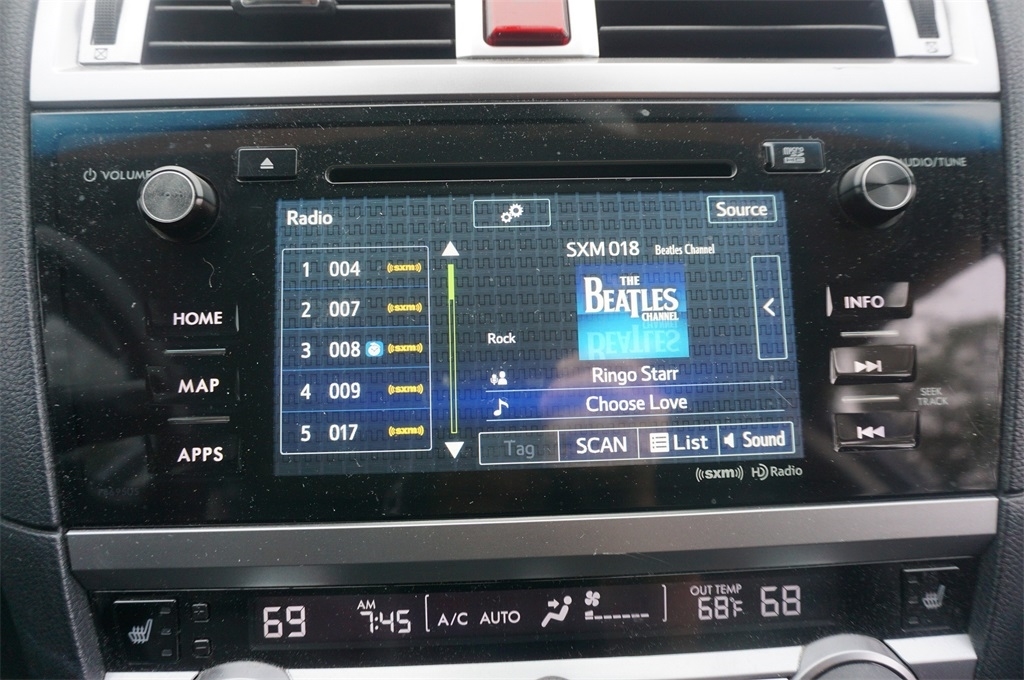 VOLUME
AUDIO/TUNE
Radio
Source
SXM 018 Beatles Channel
1 004 sxm
2 007 sxm
3 008 sxm
4 009 sxm
5 017 sxm
THE
BEATLES
CHANNEL
Rock
Ringo Starr
Choose Love
Tag SCAN List Sound
sxm HD Radio
HOME
MAP
APPS
INFO
SEEK
TRACK
69 AM 7:45 A/C AUTO OUT TEMP 68°F 68